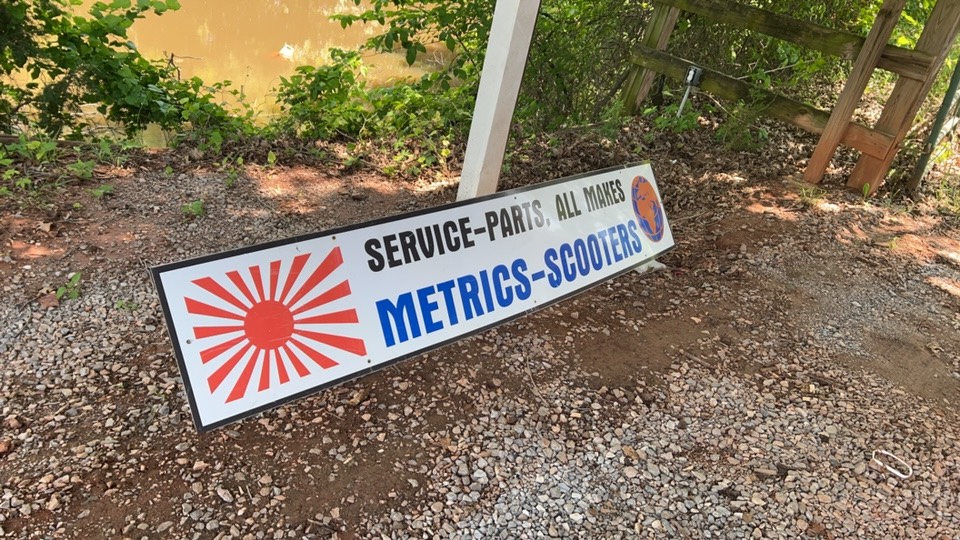 SERVICE-PARTS, ALL MAKES
METRICS-SCOOTERS